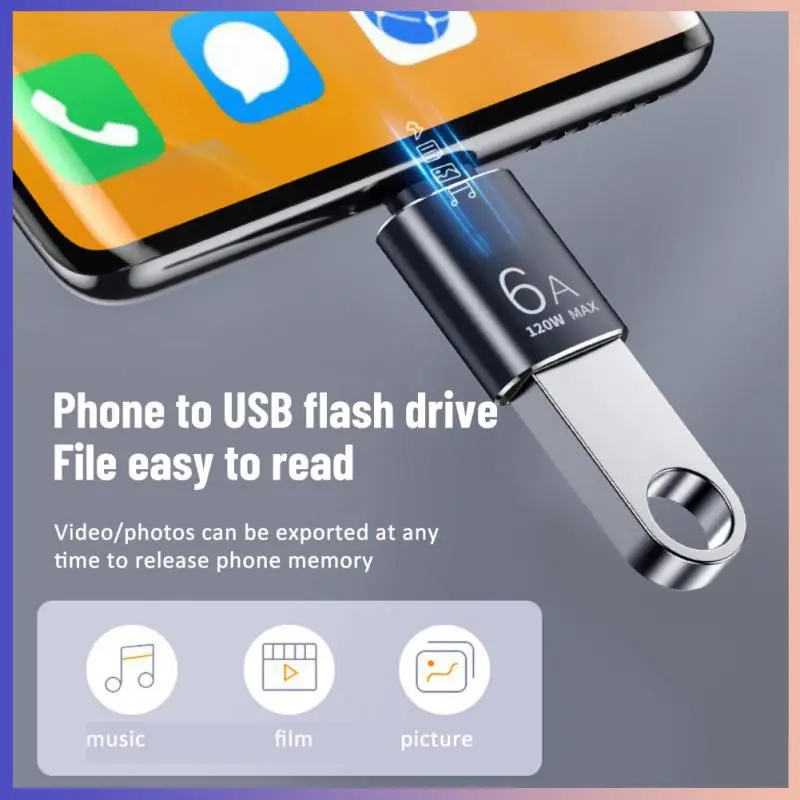 6A
120W MAX
Phone to USB flash drive
File easy to read
Video/photos can be exported at any
time to release phone memory
music
film
picture